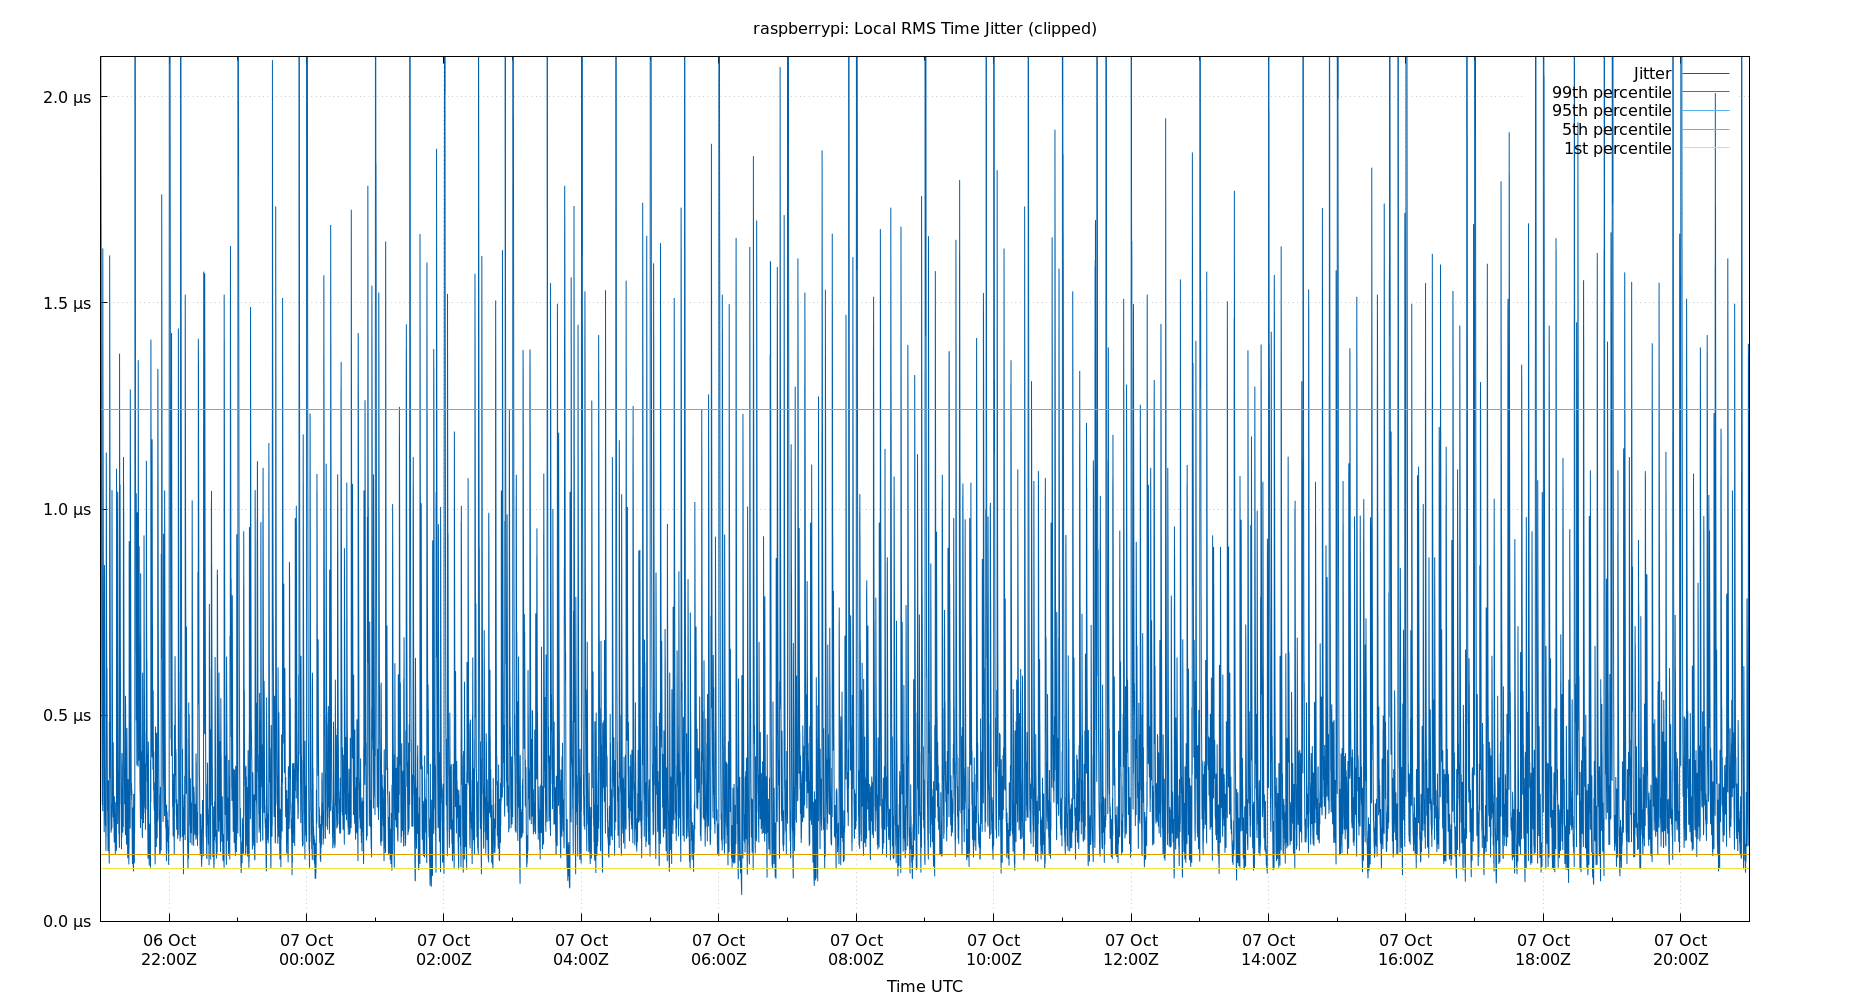 raspberrypi: Local RMS Time Jitter (clipped)
2.0 µs
1.5 µs
1.0 µs
0.5 µs
0.0 µs
Jitter
99th percentile
95th percentile
5th percentile
1st percentile
06 Oct 07 Oct 07 Oct 07 Oct 07 Oct 07 Oct 07 Oct 07 Oct 07 Oct 07 Oct 07 Oct 07 Oct
22:00Z 00:00Z 02:00Z 04:00Z 06:00Z 08:00Z 10:00Z 12:00Z 14:00Z 16:00Z 18:00Z 20:00Z
Time UTC